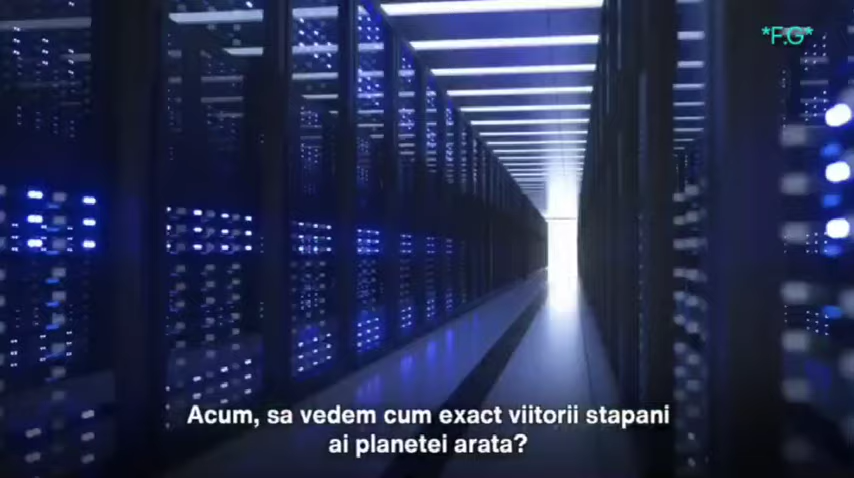 *F.G*
Acum, sa vedem cum exact viitorii stapani
ai planetei arata?